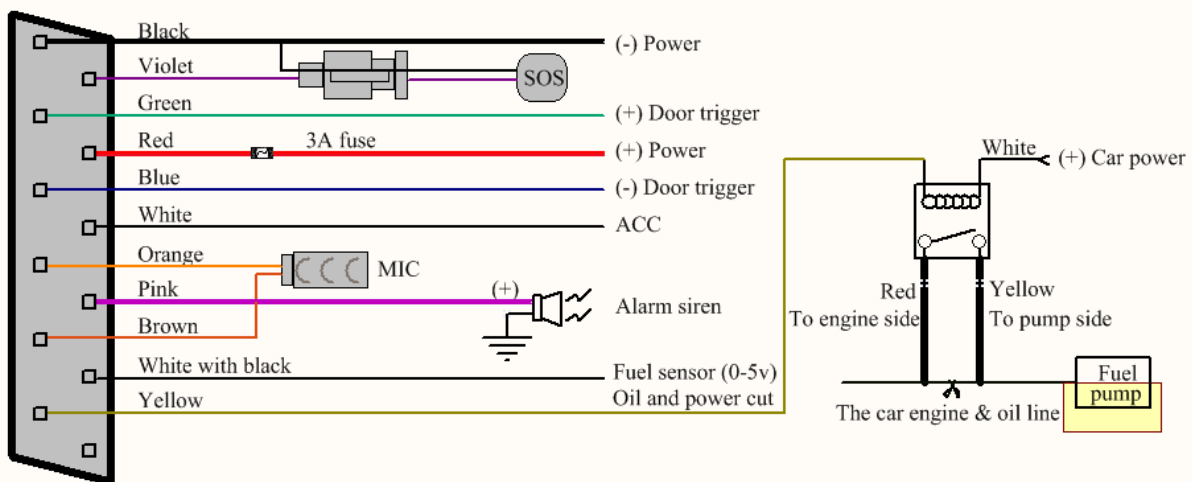 Black
(-) Power
Violet
SOS
Green
(+) Door trigger
Red
3A fuse
(+) Power
White
(+) Car power
Blue
(-) Door trigger
White
ACC
Orange
MIC
Pink
(+)
Alarm siren
Red
To engine side
Yellow
To pump side
Brown
White with black
Fuel sensor (0-5v)
Yellow
Oil and power cut
Fuel
pump
The car engine & oil line